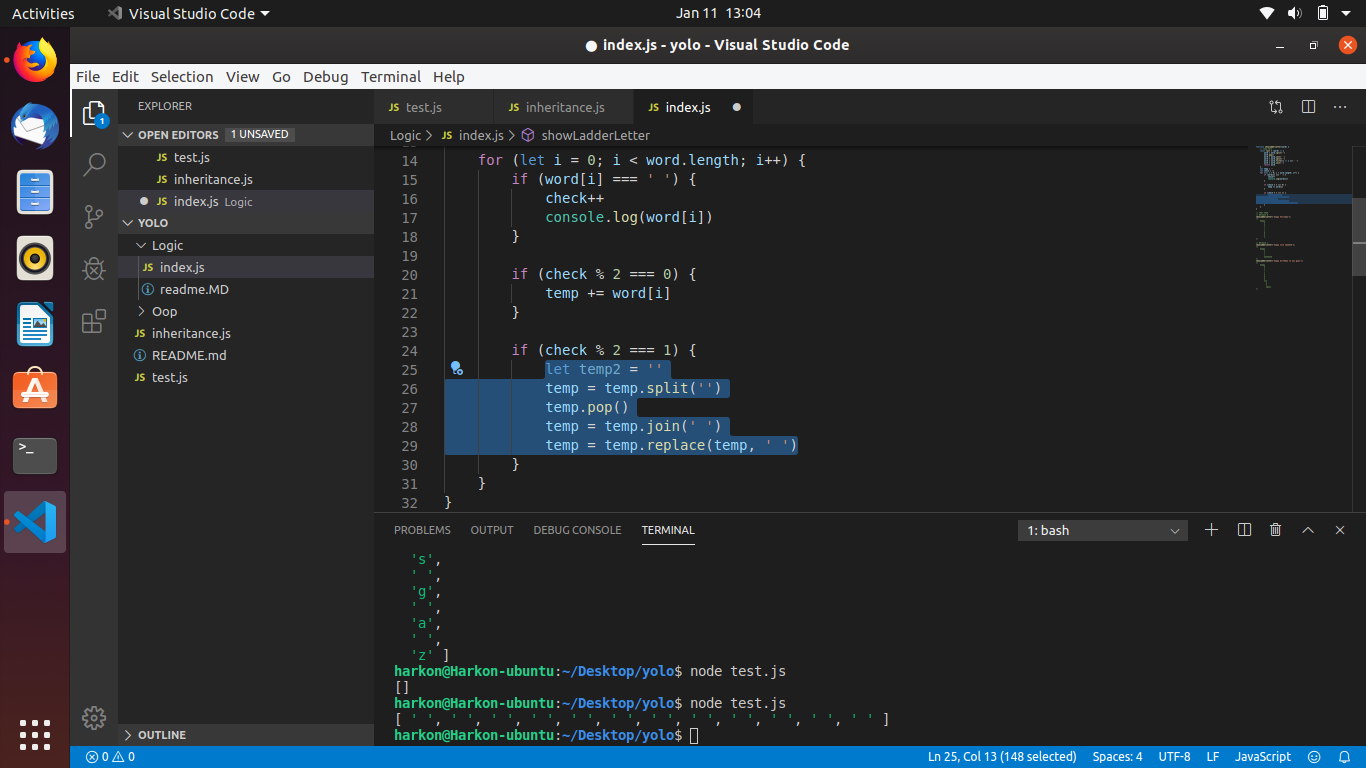 Activities Visual Studio Code Jan 11 13:04
● index.js - yolo - Visual Studio Code
File Edit Selection View Go Debug Terminal Help
EXPLORER
OPEN EDITORS 1 UNSAVED
JS test.js
JS inheritance.js
JS index.js Logic
YOLO
Logic
JS index.js
readme.MD
Oop
JS inheritance.js
README.md
JS test.js
OUTLINE
1
JS test.js JS inheritance.js JS index.js
Logic > JS index.js > showLadderLetter
14 for (let i = 0; i < word.length; i++) {
15 if (word[i] === ' ') {
16 check++
17 console.log(word[i])
18 }
19
20 if (check % 2 === 0) {
21 temp += word[i]
22 }
23
24 if (check % 2 === 1) {
25 let temp2 = ''
26 temp = temp.split('')
27 temp.pop()
28 temp = temp.join(' ')
29 temp = temp.replace(temp, ' ')
30 }
31 }
32 }
PROBLEMS OUTPUT DEBUG CONSOLE TERMINAL 1: bash
's',
' ',
'g',
' ',
'a',
' ',
'z' ]
harkon@Harkon-ubuntu:~/Desktop/yolo$ node test.js
[]
harkon@Harkon-ubuntu:~/Desktop/yolo$ node test.js
[ ' ', ' ', ' ', ' ', ' ', ' ', ' ', ' ', ' ', ' ', ' ', ' ' ]
harkon@Harkon-ubuntu:~/Desktop/yolo$
0 0 Ln 25, Col 13 (148 selected) Spaces: 4 UTF-8 LF JavaScript